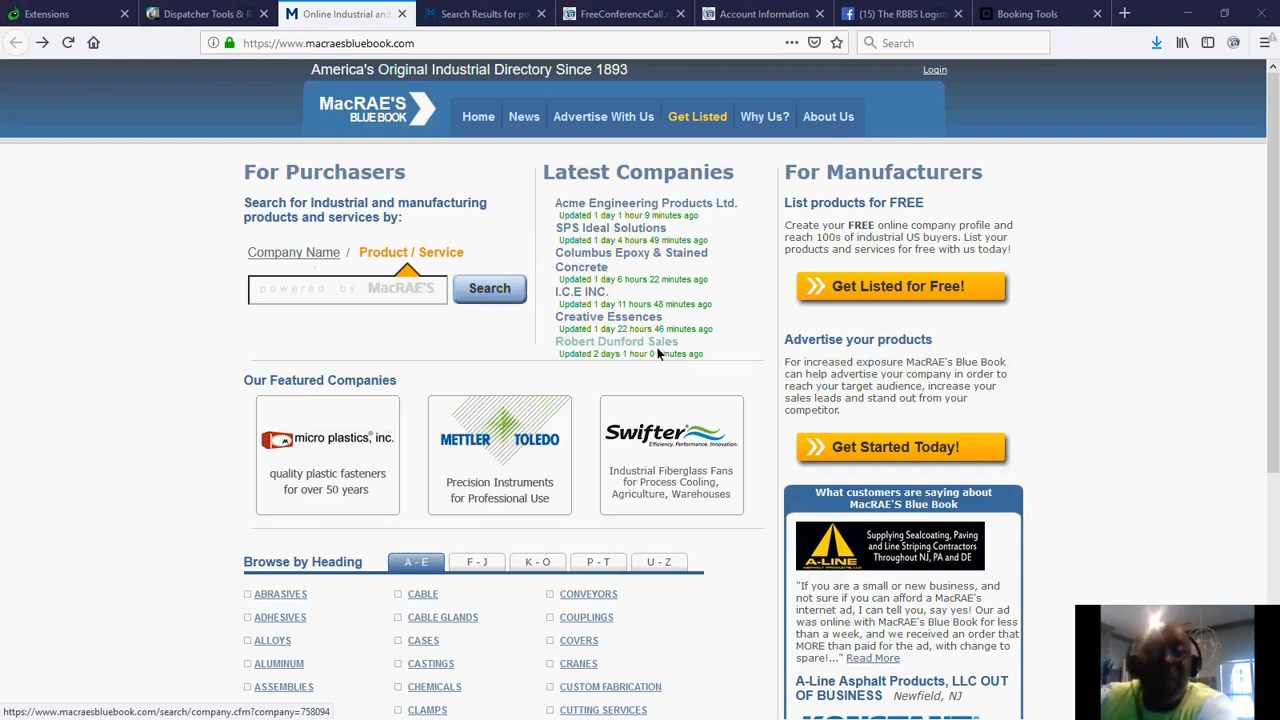 Extensions
Dispatcher Tools & R
Online Industrial and
Search Results for pe
FreeConferenceCall.c
Account Information
(15) The RBBS Logist
Booking Tools
https://www.macraesbluebook.com
Search
America's Original Industrial Directory Since 1893
Login
MacRAE'S
BLUE BOOK
Home
News
Advertise With Us
Get Listed
Why Us?
About Us
For Purchasers
Search for Industrial and manufacturing
products and services by:
Company Name / Product / Service
powered by MacRAE'S
Search
Latest Companies
Acme Engineering Products Ltd.
Updated 1 day 1 hour 9 minutes ago
SPS Ideal Solutions
Updated 1 day 4 hours 49 minutes ago
Columbus Epoxy & Stained
Concrete
Updated 1 day 6 hours 22 minutes ago
I.C.E INC.
Updated 1 day 11 hours 48 minutes ago
Creative Essences
Updated 1 day 22 hours 46 minutes ago
Robert Dunford Sales
Updated 2 days 1 hour 0 minutes ago
For Manufacturers
List products for FREE
Create your FREE online company profile and
reach 100s of industrial US buyers. List your
products and services for free with us today!
Get Listed for Free!
Advertise your products
For increased exposure MacRAE's Blue Book
can help advertise your company in order to
reach your target audience, increase your
sales leads and stand out from your
competitor.
Get Started Today!
Our Featured Companies
micro plastics, inc.
quality plastic fasteners
for over 50 years
METTLER TOLEDO
Precision Instruments
for Professional Use
Swifter
Efficiency. Performance. Innovation.
Industrial Fiberglass Fans
for Process Cooling,
Agriculture, Warehouses
What customers are saying about
MacRAE'S Blue Book
A-LINE
ASPHALT PRODUCTS, LLC
Supplying Sealcoating, Paving
and Line Striping Contractors
Throughout NJ, PA and DE
"If you are a small or new business, and
not sure if you can afford a MacRAE's
internet ad, I can tell you, say yes! Our ad
was online with MacRAE's Blue Book for less
than a week, and we received an order that
MORE than paid for the ad, with change to
spare!..." Read More
A-Line Asphalt Products, LLC OUT
OF BUSINESS Newfield, NJ
Browse by Heading
A - E
F - J
K - O
P - T
U - Z
ABRASIVES
CABLE
CONVEYORS
ADHESIVES
CABLE GLANDS
COUPLINGS
ALLOYS
CASES
COVERS
ALUMINUM
CASTINGS
CRANES
ASSEMBLIES
CHEMICALS
CUSTOM FABRICATION
CLAMPS
CUTTING SERVICES
https://www.macraesbluebook.com/search/company.cfm?company=758094